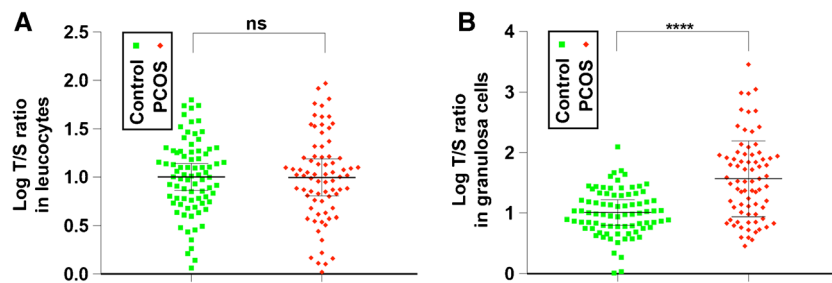 A
ns
Control
PCOS
Log T/S ratio
in leucocytes
2.5
2.0
1.5
1.0
0.5
0.0
B
****
Control
PCOS
Log T/S ratio
in granulosa cells
4
3
2
1
0